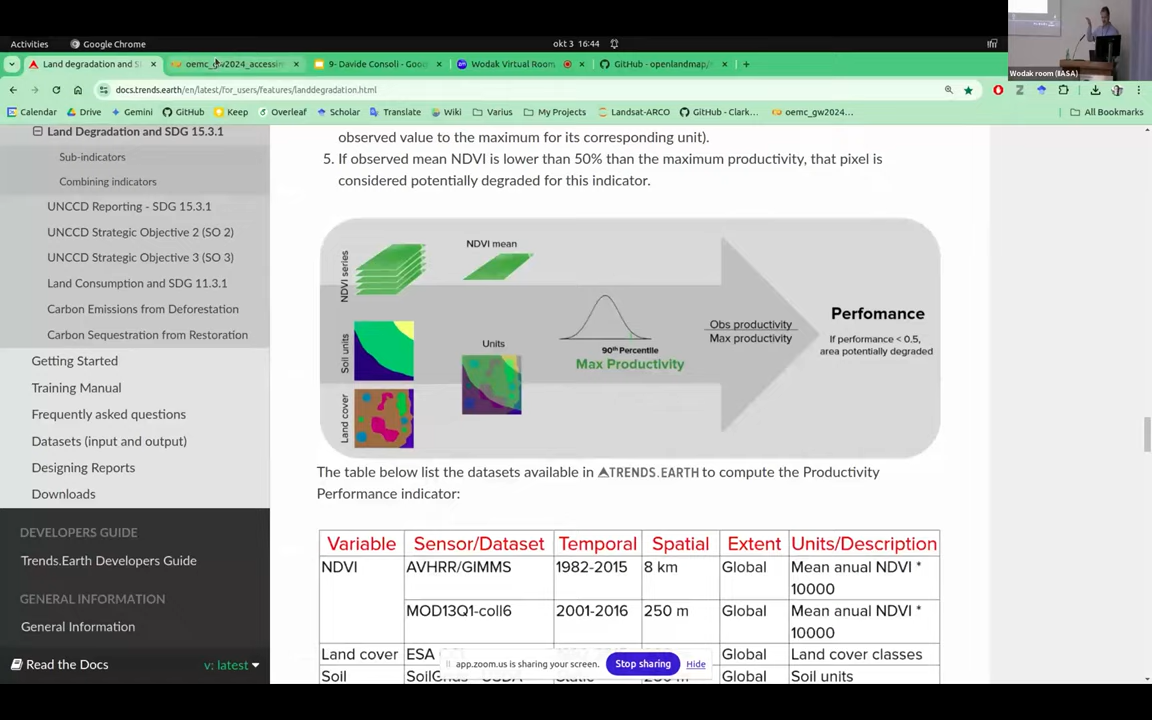 Activities
Google Chrome
okt 3 16:44
Wodak room (IIASA)
Land degradation and S
oemc_gw2024_accessin
9- Davide Consoli - Goo
Wodak Virtual Room
GitHub - openlandmap/
docs.trends.earth/en/latest/for_users/features/landdegradation.html
Calendar
Drive
GitHub
Keep
Overleaf
Scholar
Translate
Wiki
Varius
My Projects
Landsat-ARCO
GitHub - Clark...
oemc_gw2024...
All Bookmarks
Land Degradation and SDG 15.3.1
Sub-indicators
Combining indicators
UNCCD Reporting - SDG 15.3.1
UNCCD Strategic Objective 2 (SO 2)
UNCCD Strategic Objective 3 (SO 3)
Land Consumption and SDG 11.3.1
Carbon Emissions from Deforestation
Carbon Sequestration from Restoration
Getting Started
Training Manual
Frequently asked questions
Datasets (input and output)
Designing Reports
Downloads
DEVELOPERS GUIDE
Trends.Earth Developers Guide
GENERAL INFORMATION
General Information
Read the Docs
v: latest
observed value to the maximum for its corresponding unit).
5. If observed mean NDVI is lower than 50% than the maximum productivity, that pixel is
considered potentially degraded for this indicator.
NDVI series
NDVI mean
Soil units
Land cover
Units
90th Percentile
Max Productivity
Obs productivity
Max productivity
Perfomance
If performance < 0.5,
area potentially degraded
The table below list the datasets available in TRENDS.EARTH to compute the Productivity
Performance indicator:
Variable Sensor/Dataset Temporal Spatial Extent Units/Description
NDVI AVHRR/GIMMS 1982-2015 8 km Global Mean anual NDVI *
10000
MOD13Q1-coll6 2001-2016 250 m Global Mean anual NDVI *
10000
Land cover ESA Global Land cover classes
Soil Global Soil units
app.zoom.us is sharing your screen.
Stop sharing
Hide